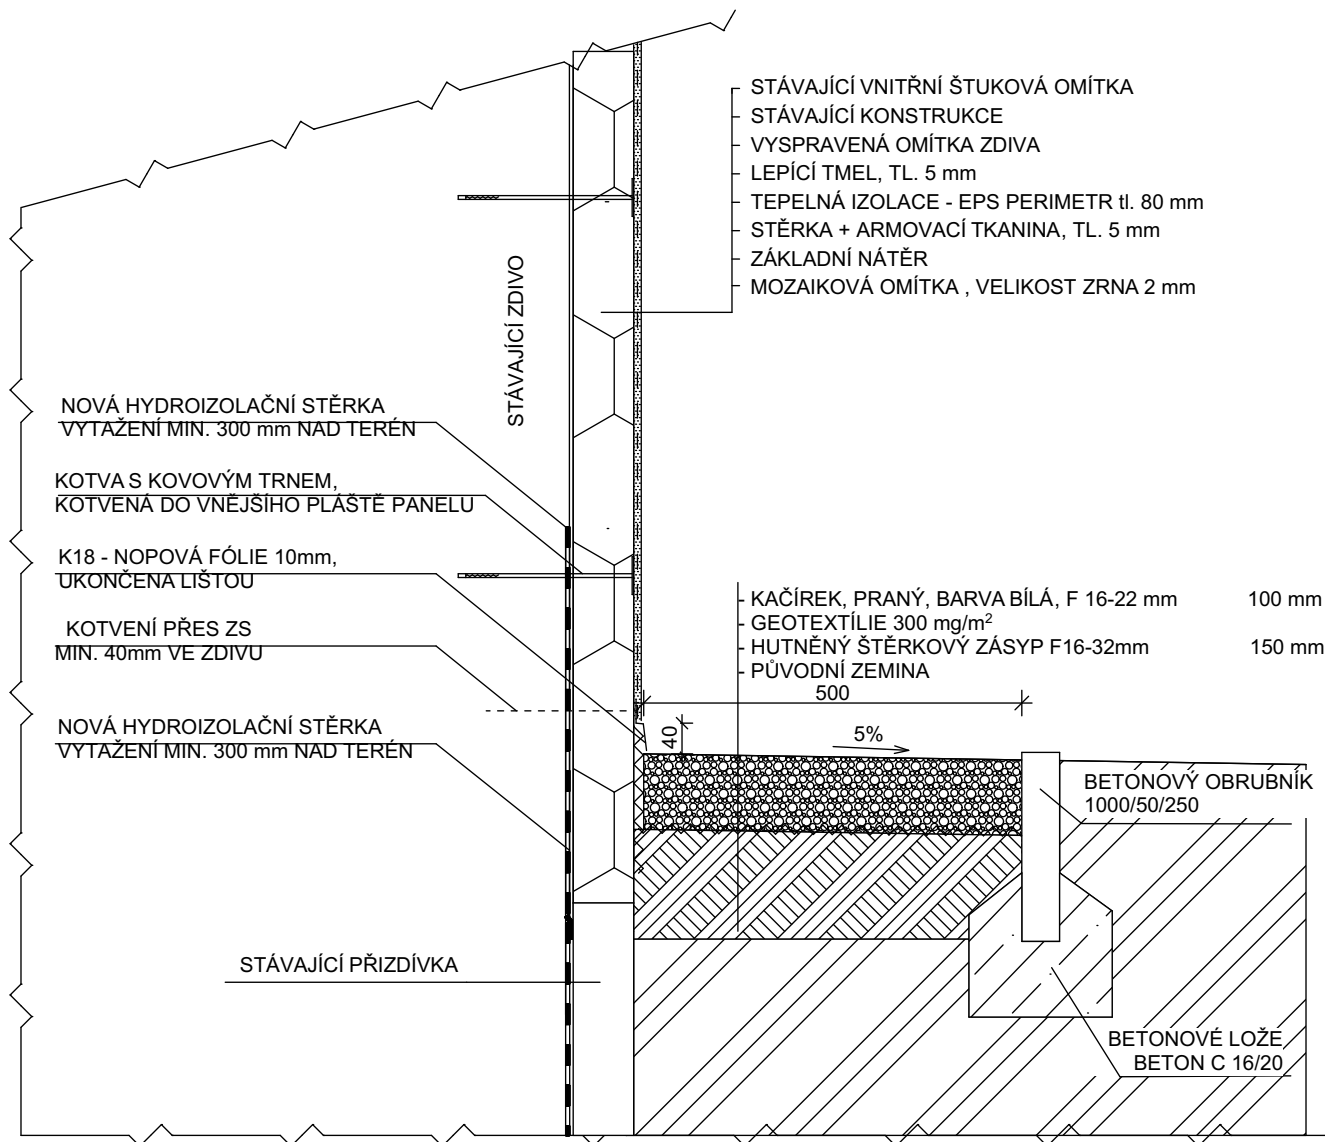 STÁVAJÍCÍ VNITŘNÍ ŠTUKOVÁ OMÍTKA
STÁVAJÍCÍ KONSTRUKCE
VYSPRAVENÁ OMÍTKA ZDIVA
LEPÍCÍ TMEL, TL. 5 mm
TEPELNÁ IZOLACE - EPS PERIMETR tl. 80 mm
STĚRKA + ARMOVACÍ TKANINA, TL. 5 mm
ZÁKLADNÍ NÁTĚR
MOZAIKOVÁ OMÍTKA , VELIKOST ZRNA 2 mm
STÁVAJÍCÍ ZDIVO
NOVÁ HYDROIZOLAČNÍ STĚRKA
VYTAŽENÍ MIN. 300 mm NAD TERÉN
KOTVA S KOVOVÝM TRNEM,
KOTVENÁ DO VNĚJŠÍHO PLÁŠTĚ PANELU
K18 - NOPOVÁ FÓLIE 10mm,
UKONČENA LIŠTOU
KOTVENÍ PŘES ZS
MIN. 40mm VE ZDIVU
NOVÁ HYDROIZOLAČNÍ STĚRKA
VYTAŽENÍ MIN. 300 mm NAD TERÉN
KAČÍREK, PRANÝ, BARVA BÍLÁ, F 16-22 mm 100 mm
GEOTEXTÍLIE 300 mg/m²
HUTNĚNÝ ŠTĚRKOVÝ ZÁSYP F16-32mm 150 mm
PŮVODNÍ ZEMINA
500
40
5%
BETONOVÝ OBRUBNÍK
1000/50/250
STÁVAJÍCÍ PŘIZDÍVKA
BETONOVÉ LOŽE
BETON C 16/20